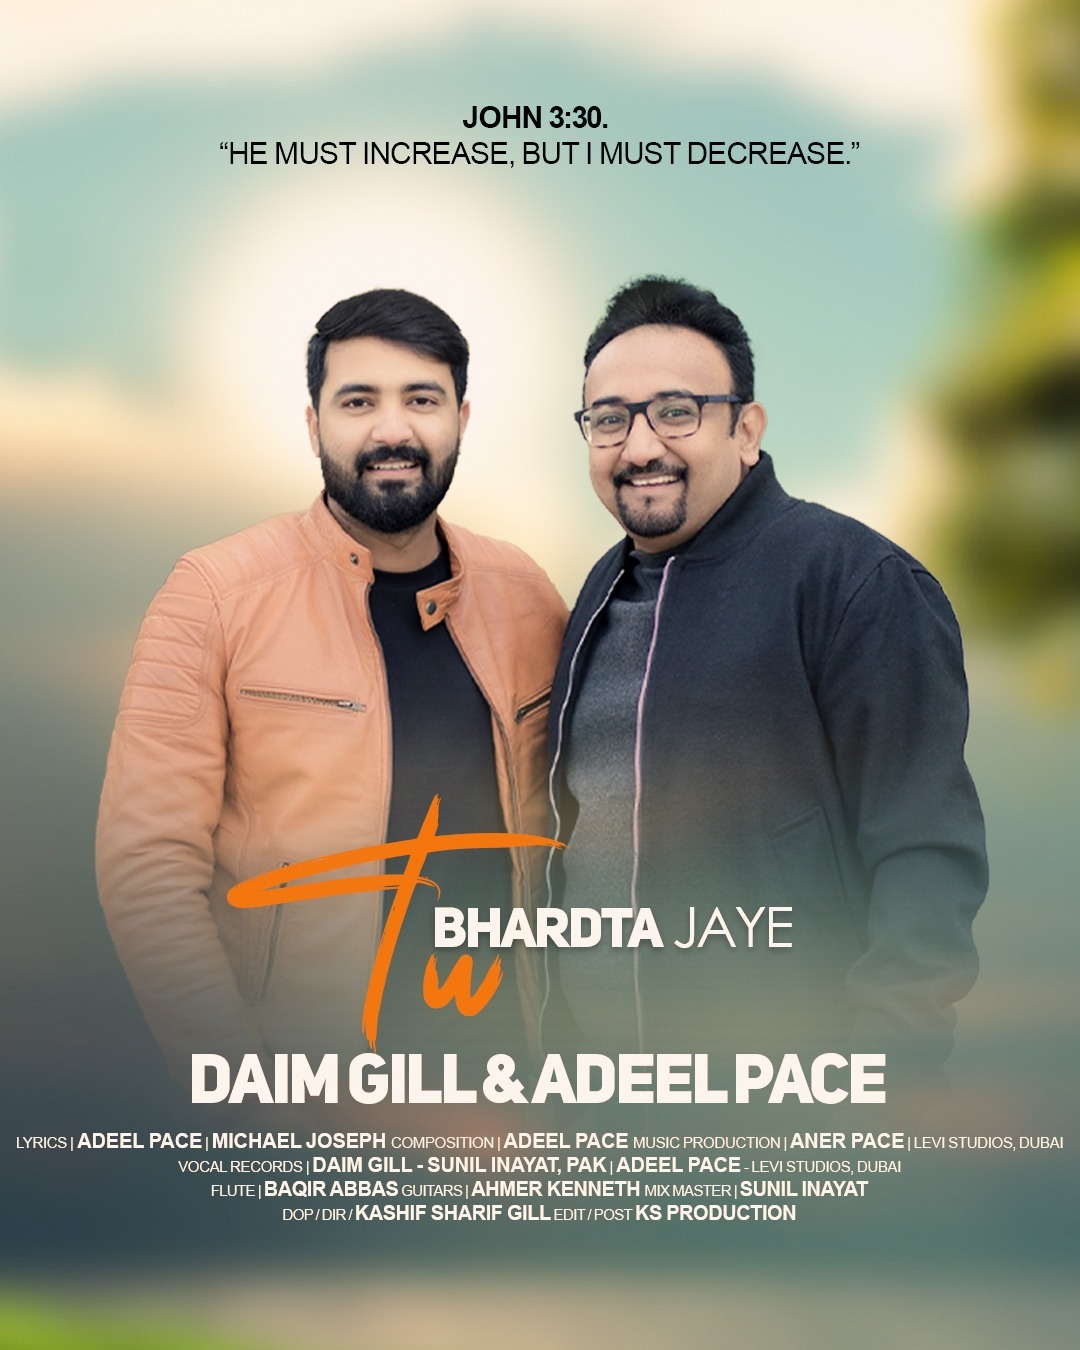 JOHN 3:30.
“HE MUST INCREASE, BUT I MUST DECREASE.”
Tu BHARDTA JAYE
DAIM GILL & ADEEL PACE
LYRICS | ADEEL PACE | MICHAEL JOSEPH COMPOSITION | ADEEL PACE MUSIC PRODUCTION | ANER PACE | LEVI STUDIOS, DUBAI
VOCAL RECORDS | DAIM GILL - SUNIL INAYAT, PAK | ADEEL PACE - LEVI STUDIOS, DUBAI
FLUTE | BAQIR ABBAS GUITARS | AHMER KENNETH MIX MASTER | SUNIL INAYAT
DOP / DIR / KASHIF SHARIF GILL EDIT / POST KS PRODUCTION